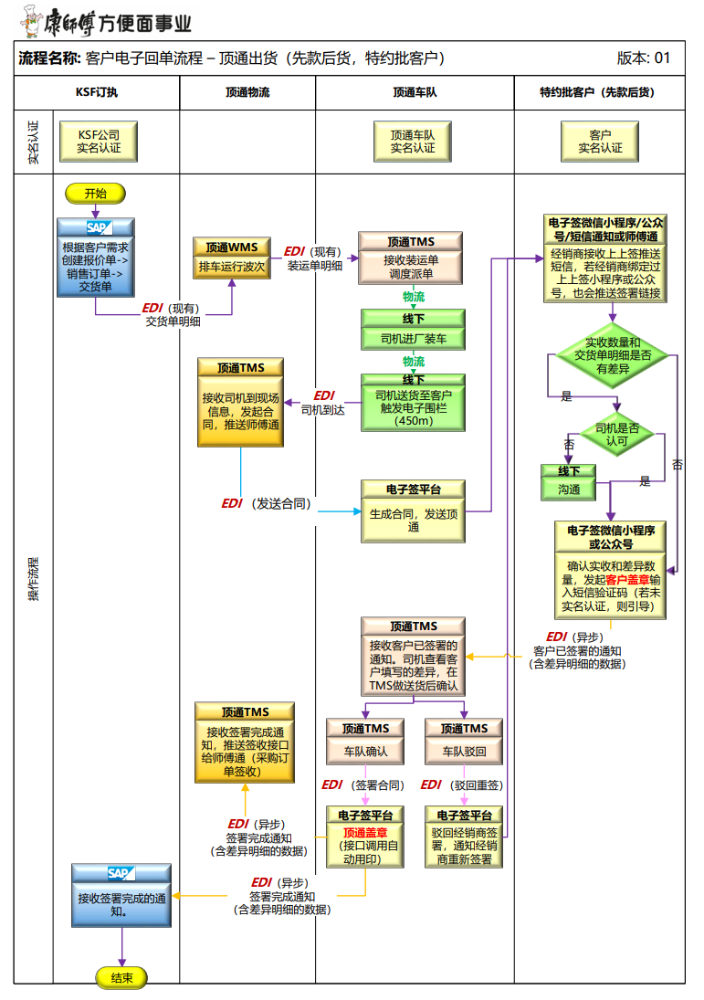 康师傅方便面事业
流程名称: 客户电子回单流程 – 顶通出货（先款后货，特约批客户）
版本: 01
KSF订执
顶通物流
顶通车队
特约批客户（先款后货）
实名认证
KSF公司
实名认证
顶通车队
实名认证
客户
实名认证
操作流程
开始
SAP
根据客户需求
创建报价单->
销售订单->
交货单
EDI（现有）
交货单明细
顶通WMS
排车运行波次
EDI（现有）
装运单明细
顶通TMS
接收装运单
调度派单
物流
线下
司机进厂装车
物流
线下
司机送货至客户
触发电子围栏
（450m）
EDI
司机到达
顶通TMS
接收司机到现场
信息，发起合
同，推送师傅通
EDI（发送合同）
电子签平台
生成合同，发送顶
通
电子签微信小程序/公众
号/短信通知或师傅通
经销商接收上上签推送
短信，若经销商绑定过
上上签小程序或公众
号，也会推送签署链接
实收数量和
交货单明细是否
有差异
是
司机是否
认可
否
否
线下
沟通
是
电子签微信小程序
或公众号
确认实收和差异数
量，发起客户盖章输
入短信验证码（若未
实名认证，则引导）
EDI（异步）
客户已签署的通知
（含差异明细的数据）
顶通TMS
接收客户已签署的
通知。司机查看客
户填写的差异，在
TMS做送货后确认
顶通TMS
车队确认
顶通TMS
车队驳回
EDI（签署合同）
EDI（驳回重签）
顶通TMS
接收签署完成通
知，推送签收接口
给师傅通（采购订
单签收）
EDI（异步）
签署完成通知
（含差异明细的数据）
电子签平台
顶通盖章
（接口调用自
动用印）
电子签平台
驳回经销商签
署，通知经销
商重新签署
EDI（异步）
签署完成通知
（含差异明细的数据）
SAP
接收签署完成的通
知。
结束